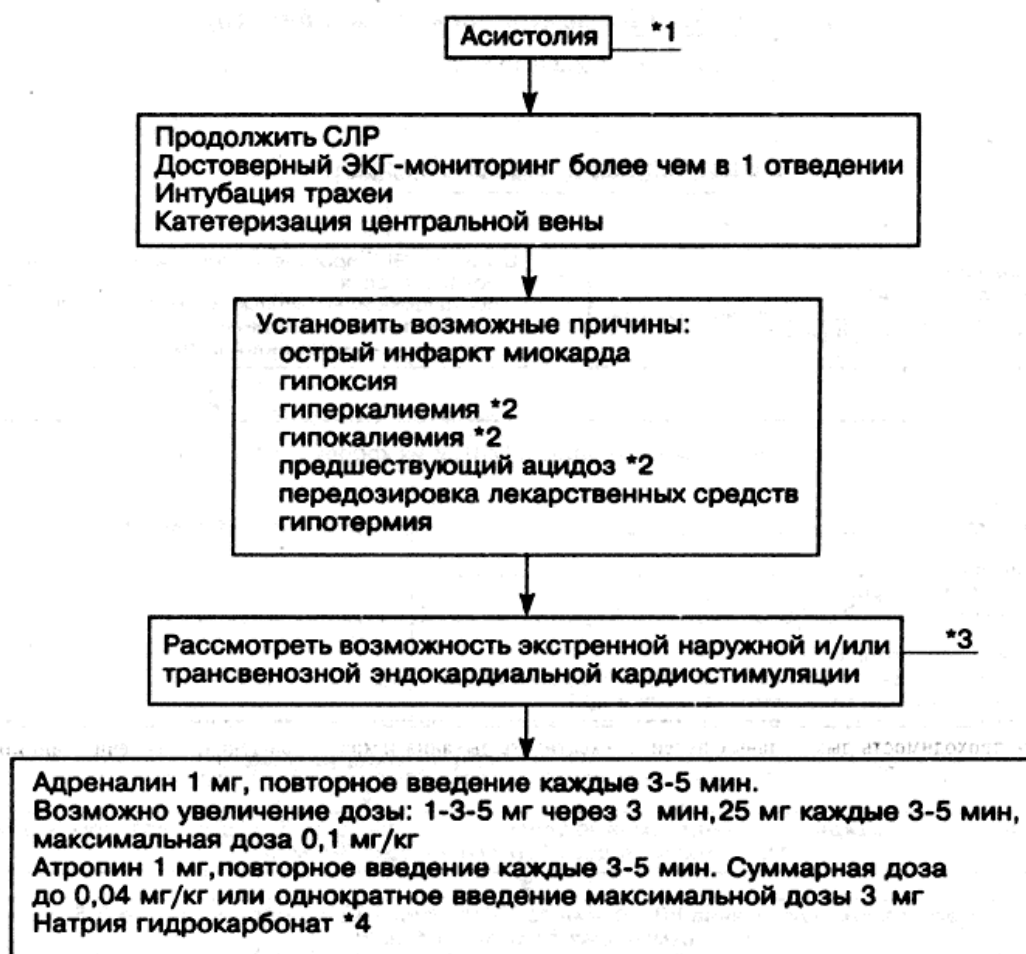 Асистолия *1
Продолжить СЛР
Достоверный ЭКГ-мониторинг более чем в 1 отведении
Интубация трахеи
Катетеризация центральной вены
Установить возможные причины:
острый инфаркт миокарда
гипоксия
гиперкалиемия *2
гипокалиемия *2
предшествующий ацидоз *2
передозировка лекарственных средств
гипотермия
Рассмотреть возможность экстренной наружной и/или *3
трансвенозной эндокардиальной кардиостимуляции
Адреналин 1 мг, повторное введение каждые 3-5 мин.
Возможно увеличение дозы: 1-3-5 мг через 3 мин,25 мг каждые 3-5 мин,
максимальная доза 0,1 мг/кг
Атропин 1 мг,повторное введение каждые 3-5 мин. Суммарная доза
до 0,04 мг/кг или однократное введение максимальной дозы 3 мг
Натрия гидрокарбонат *4